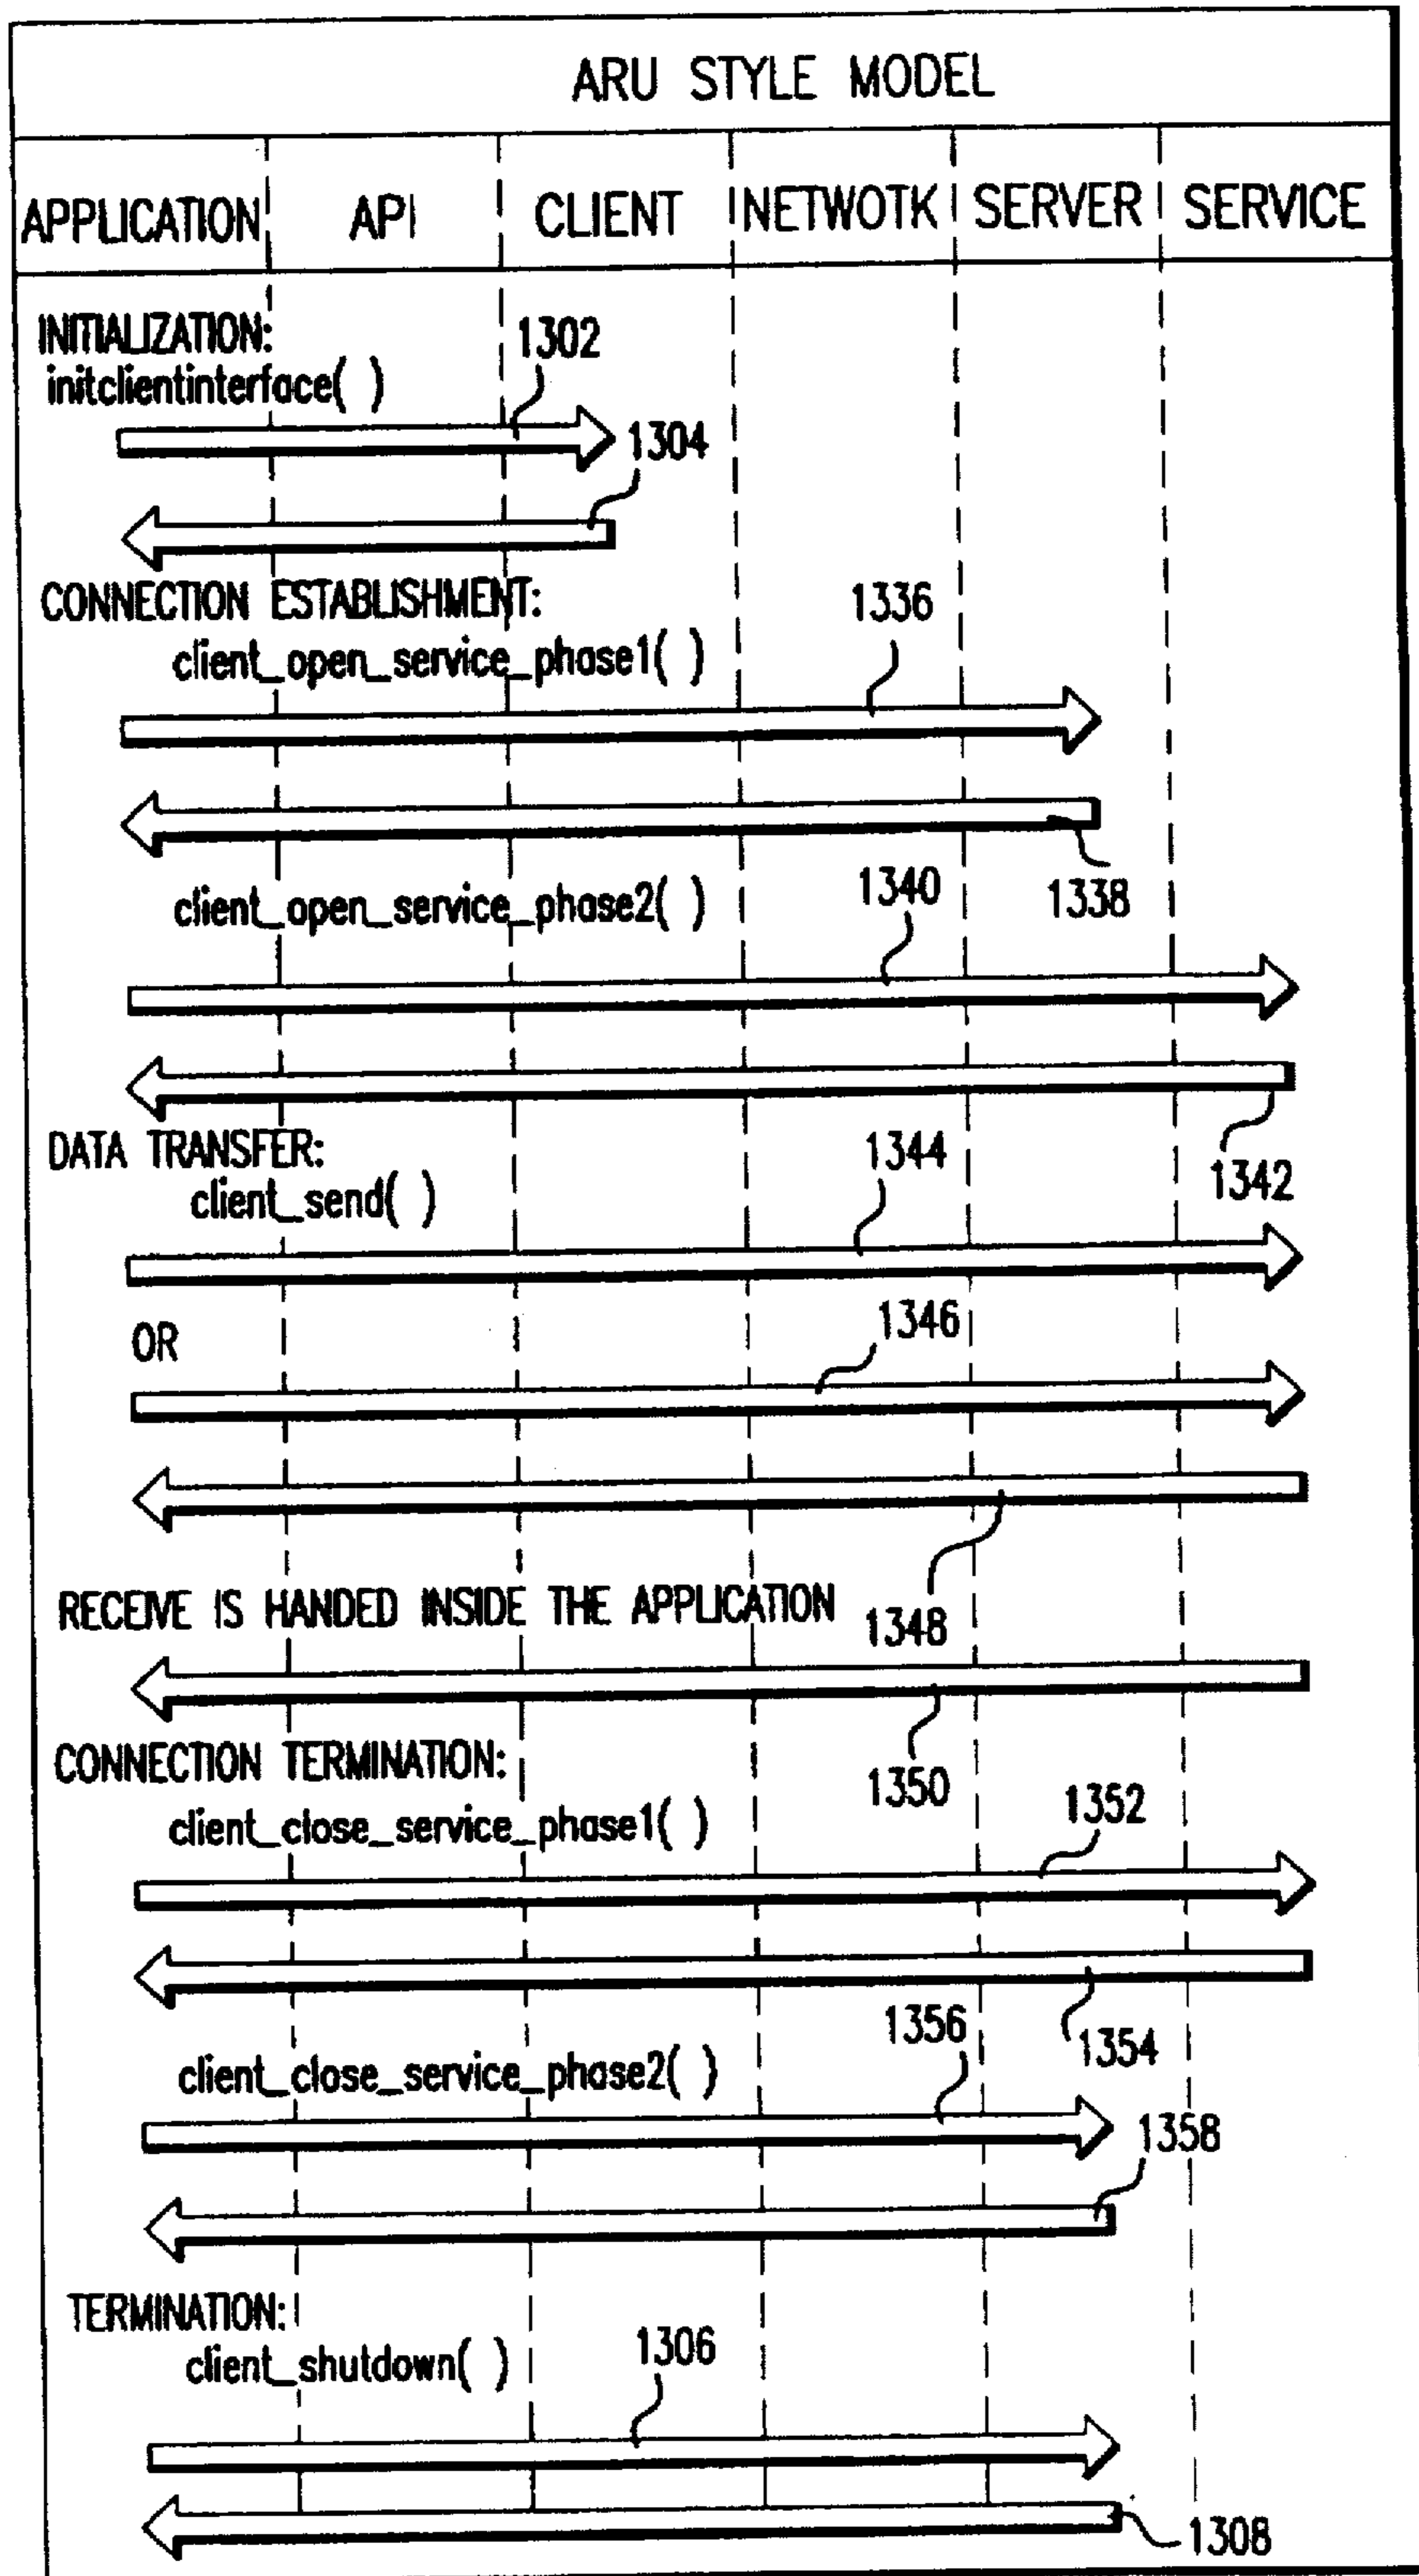 ARU STYLE MODEL
APPLICATION API CLIENT NETWOTK SERVER SERVICE
INITIALIZATION:
1302
initclientinterface( )
1304
CONNECTION ESTABLISHMENT:
1336
client_open_service_phase1( )
1338
1340
client_open_service_phase2( )
DATA TRANSFER:
1344
1342
client_send( )
OR
1346
RECEIVE IS HANDED INSIDE THE APPLICATION
1348
CONNECTION TERMINATION:
1350
1352
client_close_service_phase1( )
1356
1354
client_close_service_phase2( )
1358
TERMINATION:
1306
client_shutdown( )
1308